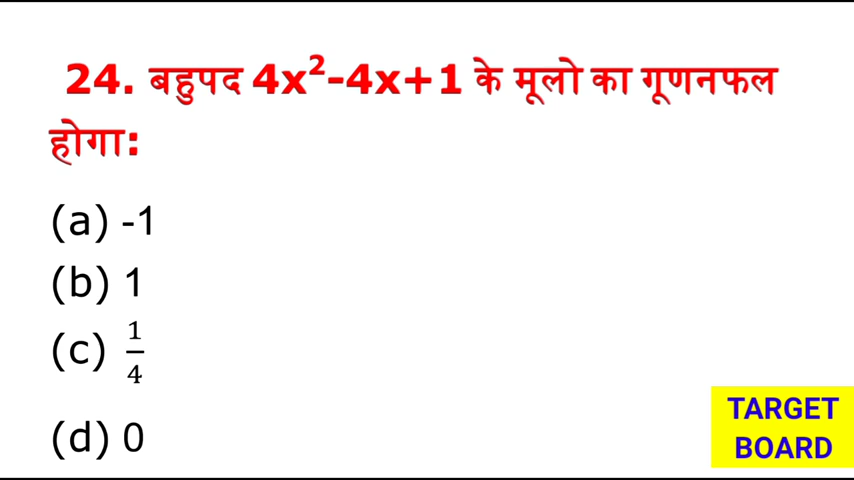 24. बहुपद 4x²-4x+1 के मूलो का गूणनफल
होगा:
(a) -1
(b) 1
(c) 1/4
(d) 0
TARGET
BOARD